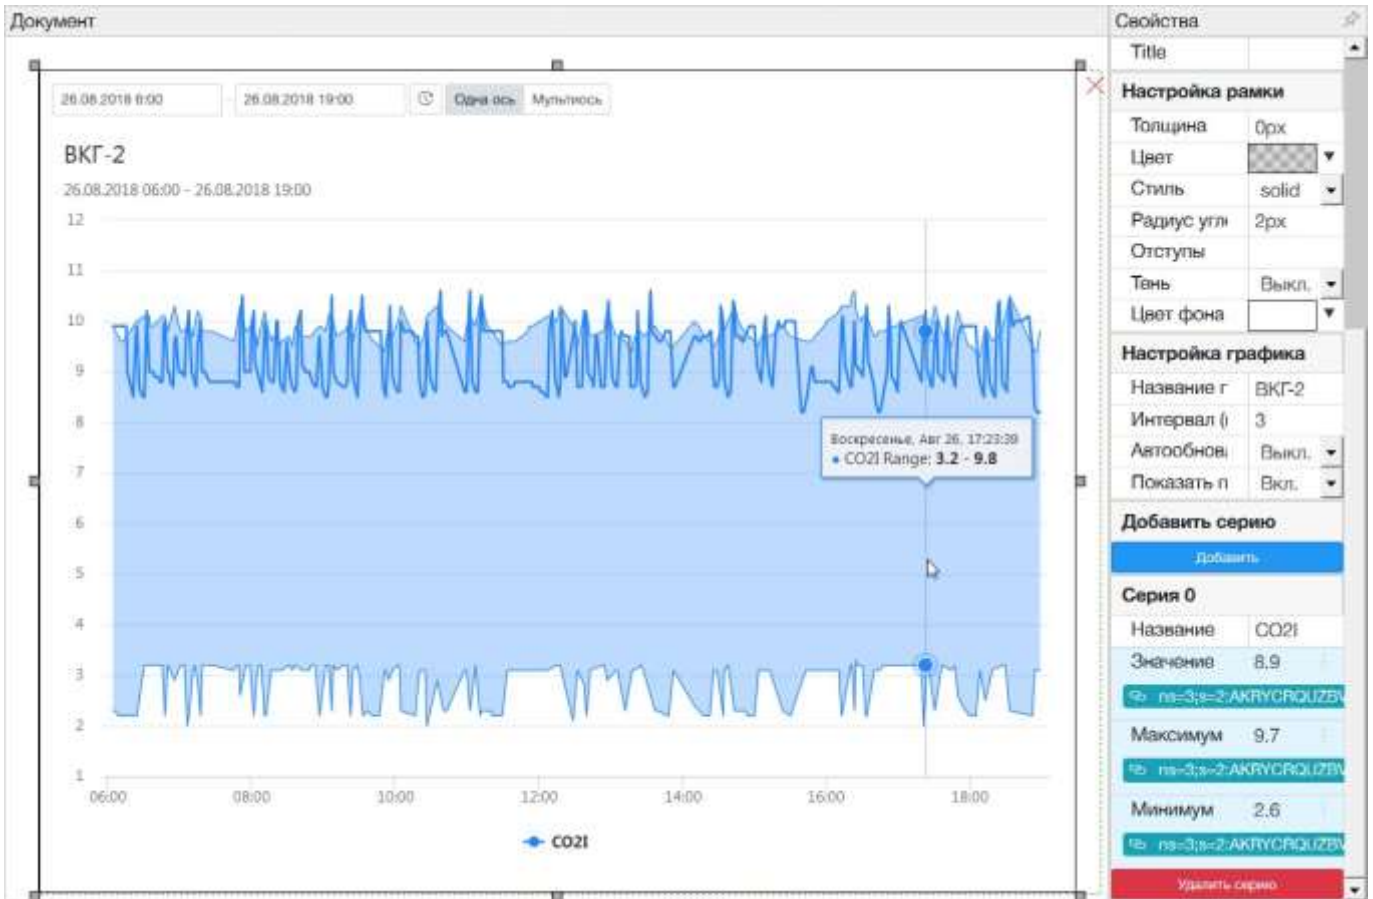 Документ
26.08.2018 6:00
26.08.2018 19:00
Одна ось
Мультиось
ВКГ-2
26.08.2018 06:00 - 26.08.2018 19:00
12
11
10
9
8
7
6
5
4
3
2
1
06:00 08:00 10:00 12:00 14:00 16:00 18:00
Воскресенье, Авг 26, 17:23:39
CO2I Range: 3.2 - 9.8
CO2I
Свойства
Title
Настройка рамки
Толщина 0px
Цвет
Стиль solid
Радиус угл
Отступы
2px
Тень Выкл.
Цвет фона
Настройка графика
Название г ВКГ-2
Интервал ( 3
Автообнов Выкл.
Показать п Вкл.
Добавить серию
Добавить
Серия 0
Название CO2I
Значение 8.9
ns=3;s=2:AKRYCRQUZBV
Максимум 9.7
ns=3;s=2:AKRYCRQUZBV
Минимум 2.6
ns=3;s=2:AKRYCRQUZBV
Удалить серию